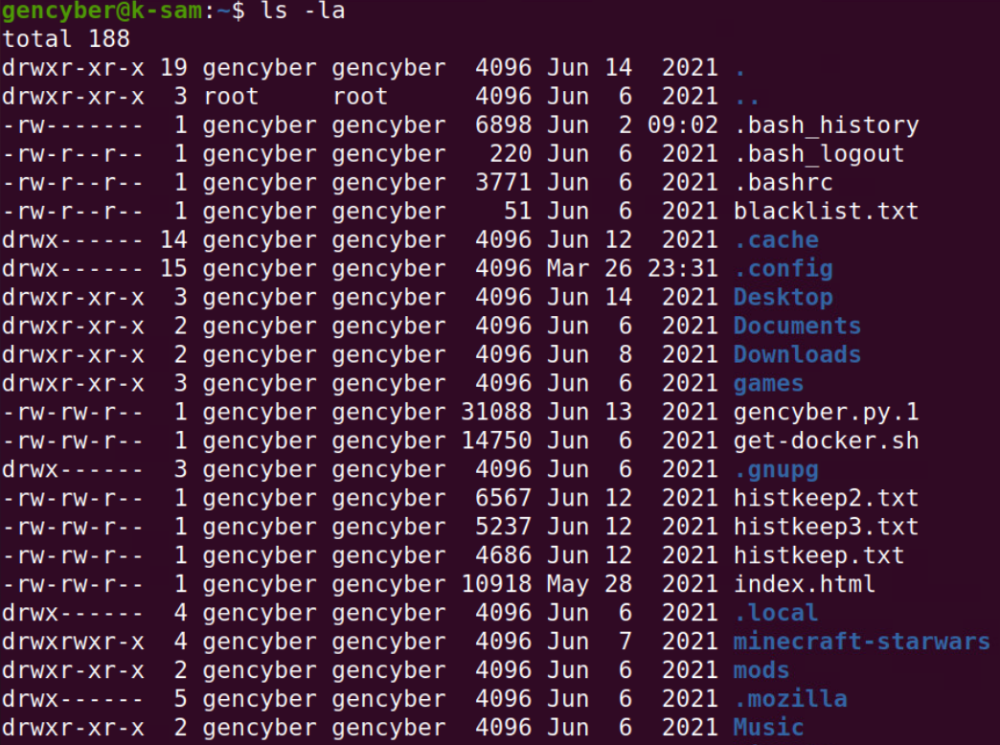 gencyber@k-sam:~$ ls -la
total 188
drwxr-xr-x 19 gencyber gencyber  4096 Jun 14  2021 .
drwxr-xr-x  3 root     root      4096 Jun  6  2021 ..
-rw-------  1 gencyber gencyber  6898 Jun  2 09:02 .bash_history
-rw-r--r--  1 gencyber gencyber   220 Jun  6  2021 .bash_logout
-rw-r--r--  1 gencyber gencyber  3771 Jun  6  2021 .bashrc
-rw-r--r--  1 gencyber gencyber    51 Jun  6  2021 blacklist.txt
drwx------ 14 gencyber gencyber  4096 Jun 12  2021 .cache
drwx------ 15 gencyber gencyber  4096 Mar 26 23:31 .config
drwxr-xr-x  3 gencyber gencyber  4096 Jun 14  2021 Desktop
drwxr-xr-x  2 gencyber gencyber  4096 Jun  6  2021 Documents
drwxr-xr-x  2 gencyber gencyber  4096 Jun  8  2021 Downloads
drwxr-xr-x  3 gencyber gencyber  4096 Jun  6  2021 games
-rw-rw-r--  1 gencyber gencyber 31088 Jun 13  2021 gencyber.py.1
-rw-rw-r--  1 gencyber gencyber 14750 Jun  6  2021 get-docker.sh
drwx------  3 gencyber gencyber  4096 Jun  6  2021 .gnupg
-rw-rw-r--  1 gencyber gencyber  6567 Jun 12  2021 histkeep2.txt
-rw-rw-r--  1 gencyber gencyber  5237 Jun 12  2021 histkeep3.txt
-rw-rw-r--  1 gencyber gencyber  4686 Jun 12  2021 histkeep.txt
-rw-rw-r--  1 gencyber gencyber 10918 May 28  2021 index.html
drwx------  4 gencyber gencyber  4096 Jun  6  2021 .local
drwxrwxr-x  4 gencyber gencyber  4096 Jun  7  2021 minecraft-starwars
drwxr-xr-x  2 gencyber gencyber  4096 Jun  6  2021 mods
drwx------  5 gencyber gencyber  4096 Jun  6  2021 .mozilla
drwxr-xr-x  2 gencyber gencyber  4096 Jun  6  2021 Music